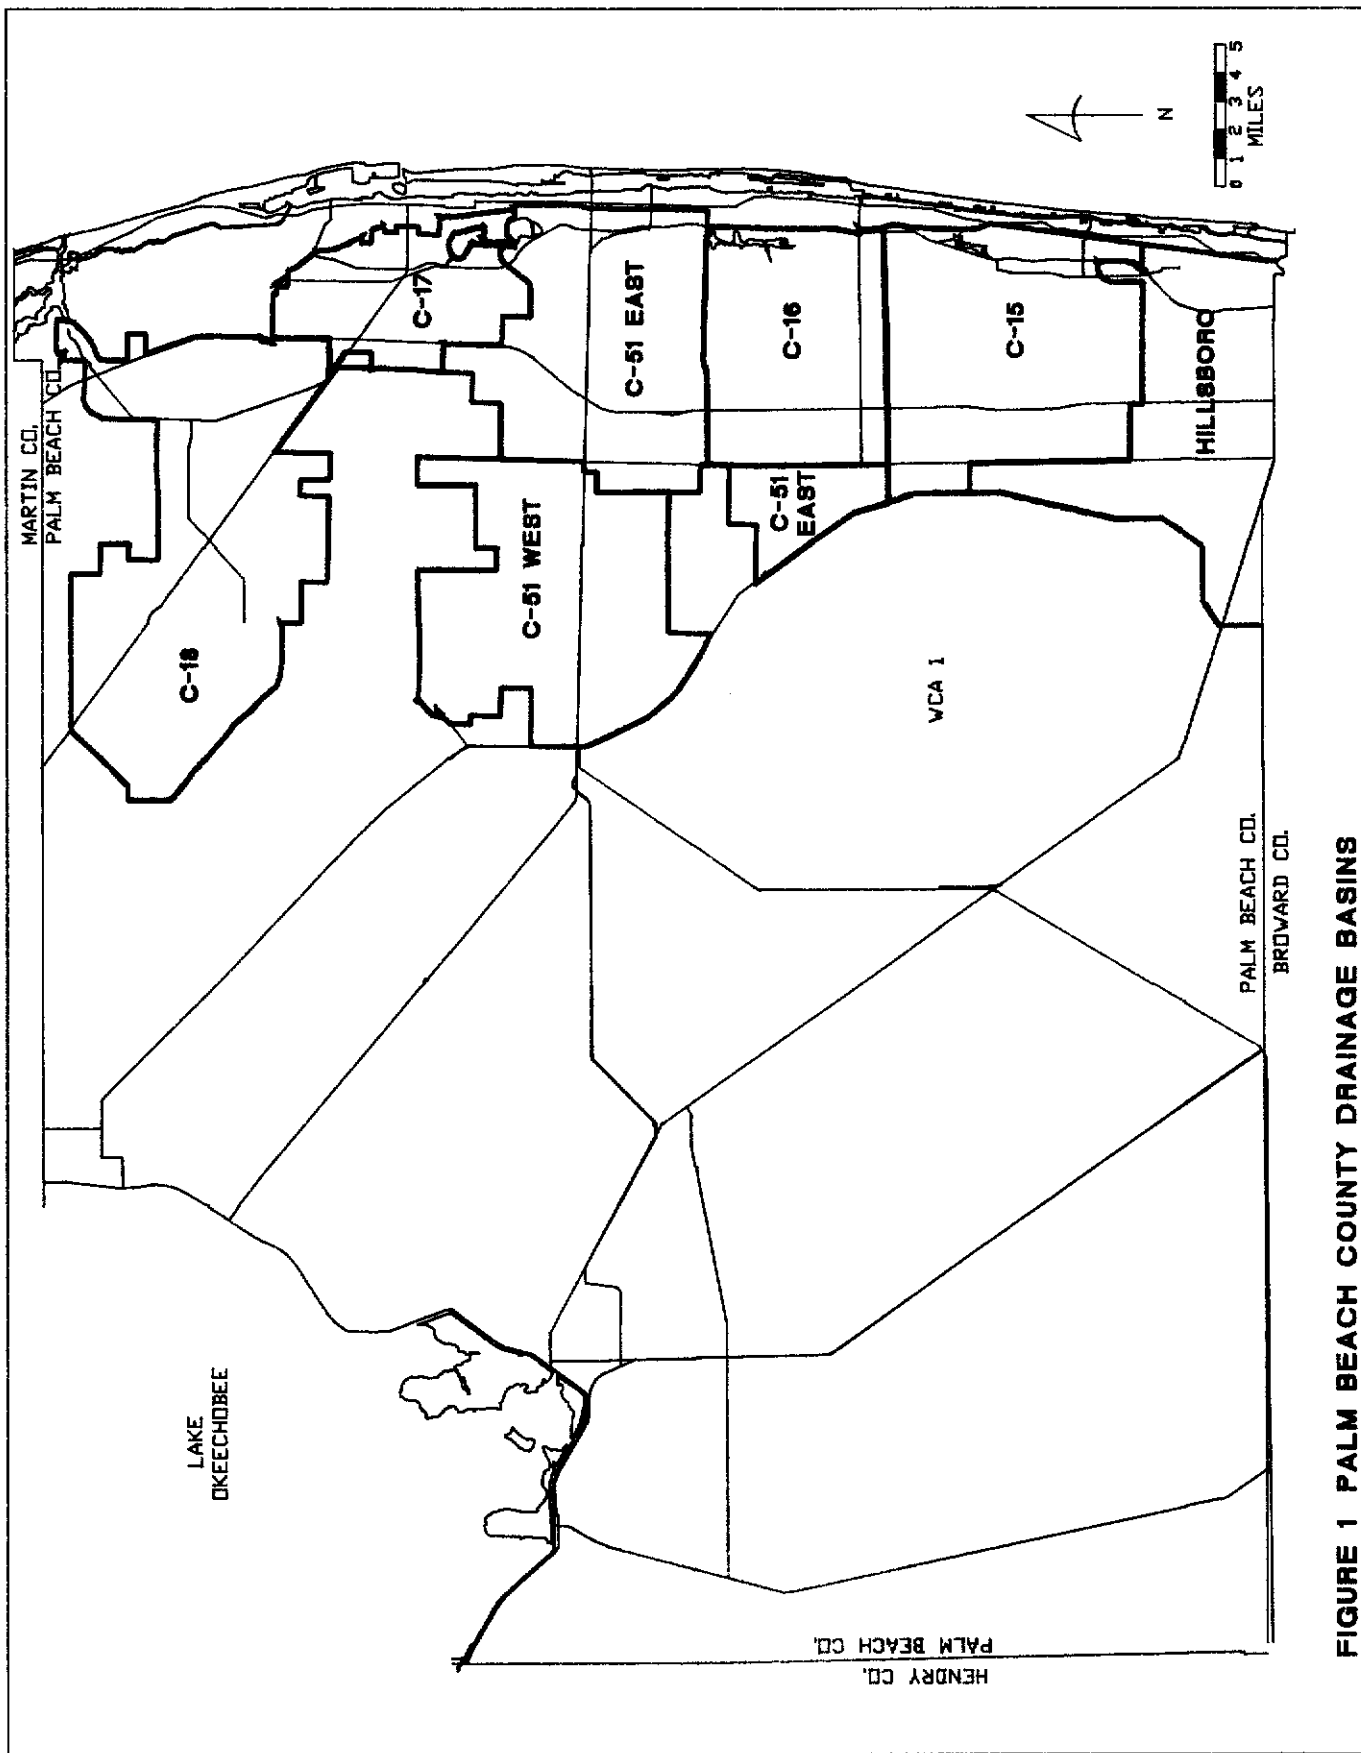 MARTIN CO.
PALM BEACH CO.
LAKE
OKEECHOBEE
C-18
C-17
C-51 WEST
C-51 EAST
C-16
C-51
EAST
C-15
WCA 1
HILLSBORO
HENDRY CO.
PALM BEACH CO.
PALM BEACH CO.
BROWARD CO.
N
0 1 2 3 4 5
MILES
FIGURE 1 PALM BEACH COUNTY DRAINAGE BASINS